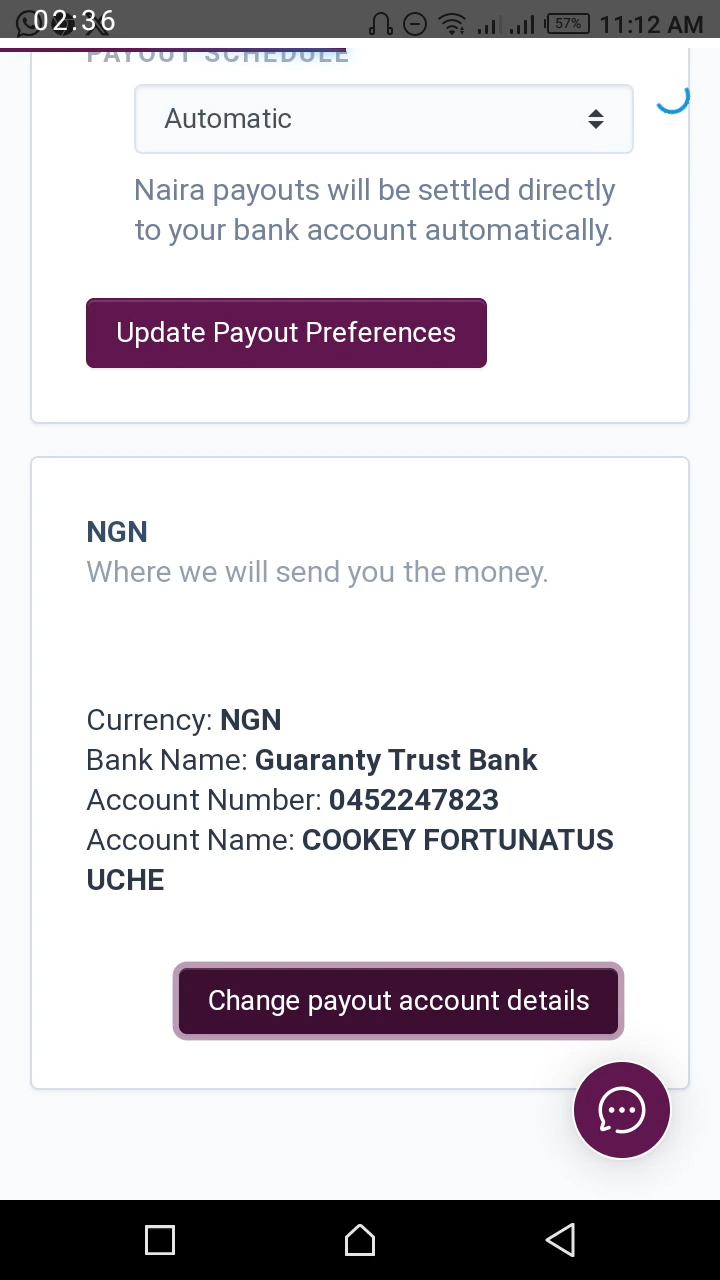 02:36
57% 11:12 AM
PAYOUT SCHEDULE
Automatic
Naira payouts will be settled directly
to your bank account automatically.
Update Payout Preferences
NGN
Where we will send you the money.
Currency: NGN
Bank Name: Guaranty Trust Bank
Account Number: 0452247823
Account Name: COOKEY FORTUNATUS
UCHE
Change payout account details